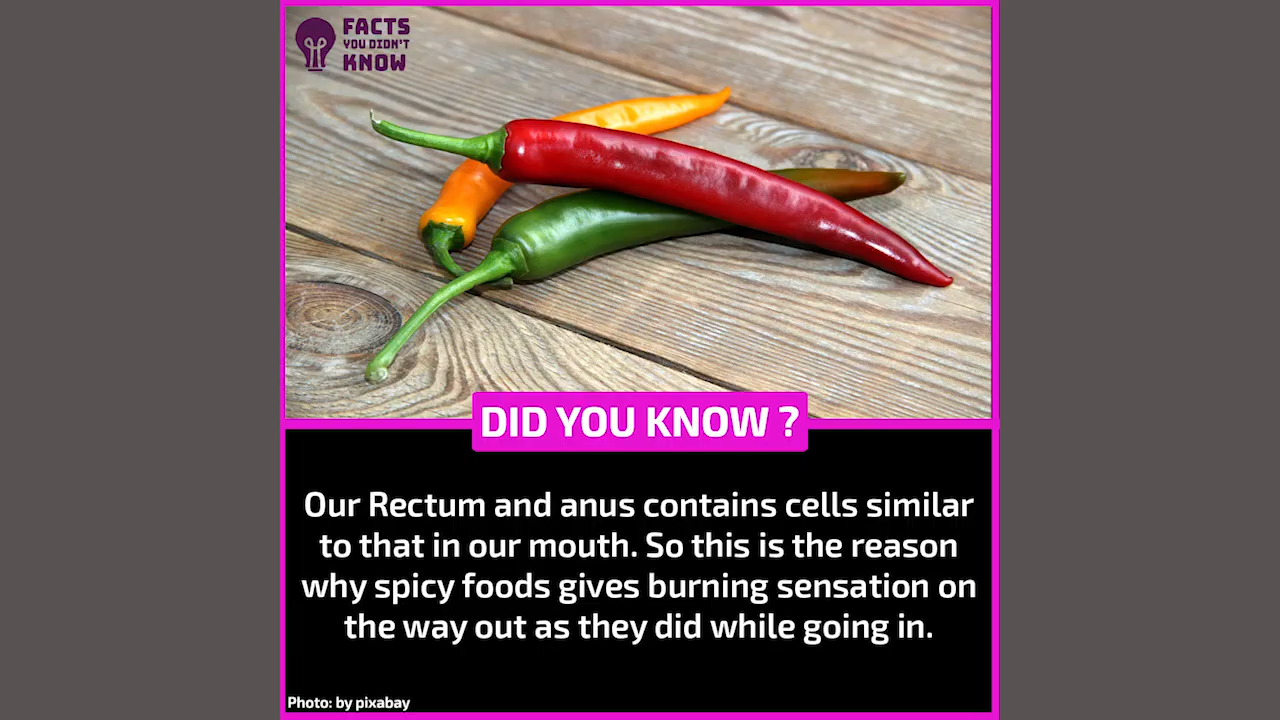 FACTS
YOU DIDN'T
KNOW
DID YOU KNOW ?
Our Rectum and anus contains cells similar
to that in our mouth. So this is the reason
why spicy foods gives burning sensation on
the way out as they did while going in.
Photo: by pixabay